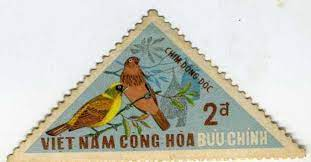 CHIM DÒNG DỌC
2đ
VIỆT NAM CỘNG HÒA BƯU CHÍNH